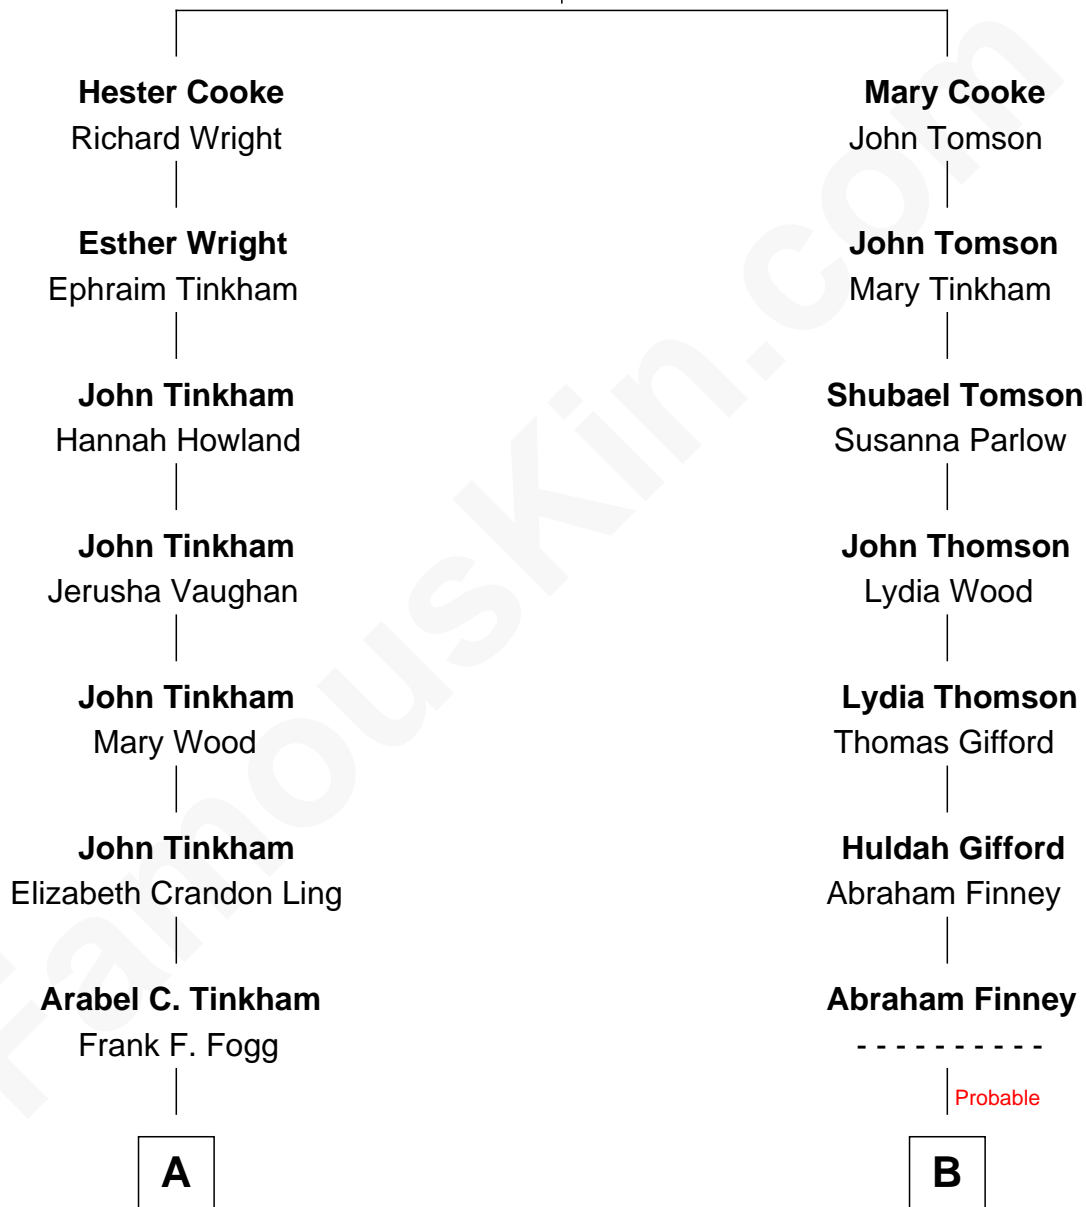 Hester Cooke
Richard Wright
Esther Wright
Ephraim Tinkham
John Tinkham
Hannah Howland
John Tinkham
Jerusha Vaughan
John Tinkham
Mary Wood
John Tinkham
Elizabeth Crandon Ling
Arabel C. Tinkham
Frank F. Fogg
A
Mary Cooke
John Tomson
John Tomson
Mary Tinkham
Shubael Tomson
Susanna Parlow
John Thomson
Lydia Wood
Lydia Thomson
Thomas Gifford
Huldah Gifford
Abraham Finney
Abraham Finney
- - - - - - - - - -
Probable
B
FamousKin.com